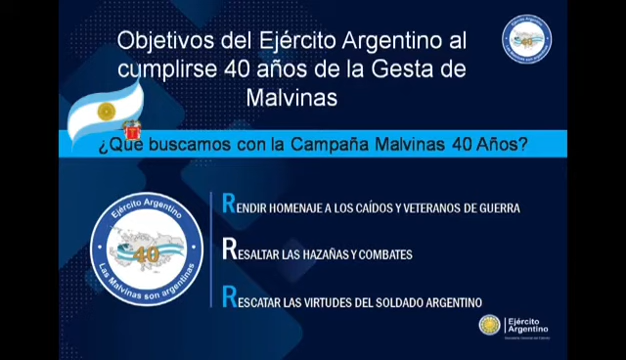 Objetivos del Ejército Argentino al
cumplirse 40 años de la Gesta de
Malvinas
¿Qué buscamos con la Campaña Malvinas 40 Años?
Ejército Argentino
40
Las Malvinas son argentinas
RENDIR HOMENAJE A LOS CAÍDOS Y VETERANOS DE GUERRA
RESALTAR LAS HAZAÑAS Y COMBATES
RESCATAR LAS VIRTUDES DEL SOLDADO ARGENTINO
Ejército
Argentino